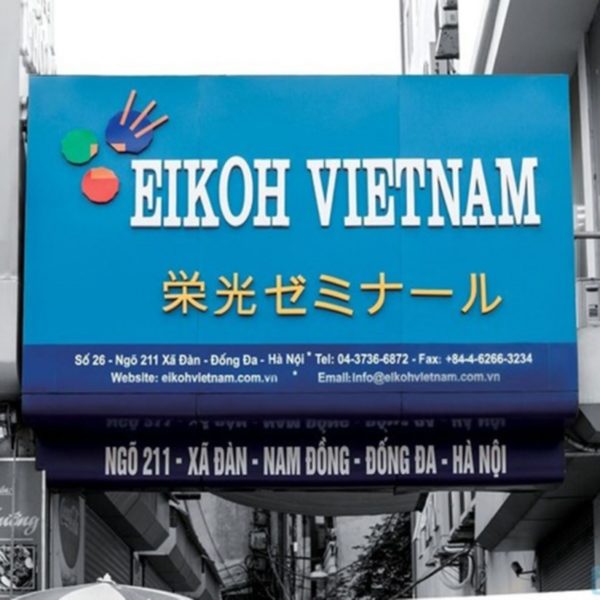 EIKOH VIETNAM
栄光ゼミナール
Số 26 - Ngõ 211 Xã Đàn - Đống Đa - Hà Nội * Tel: 04-3736-6872 - Fax: +84-4-6266-3234
Website: eikohvietnam.com.vn * Email:info@eikohvietnam.com.vn
NGÕ 211 - XÃ ĐÀN - NAM ĐỒNG - ĐỐNG ĐA - HÀ NỘI